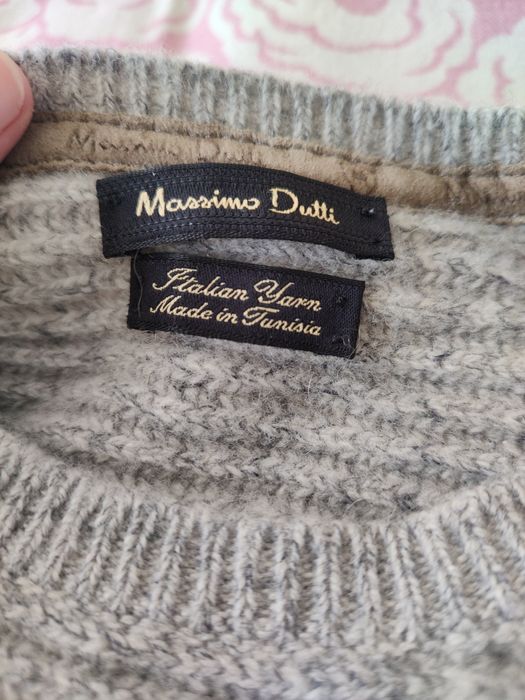 Massimo Dutti
Italian Yarn
Made in Tunisia